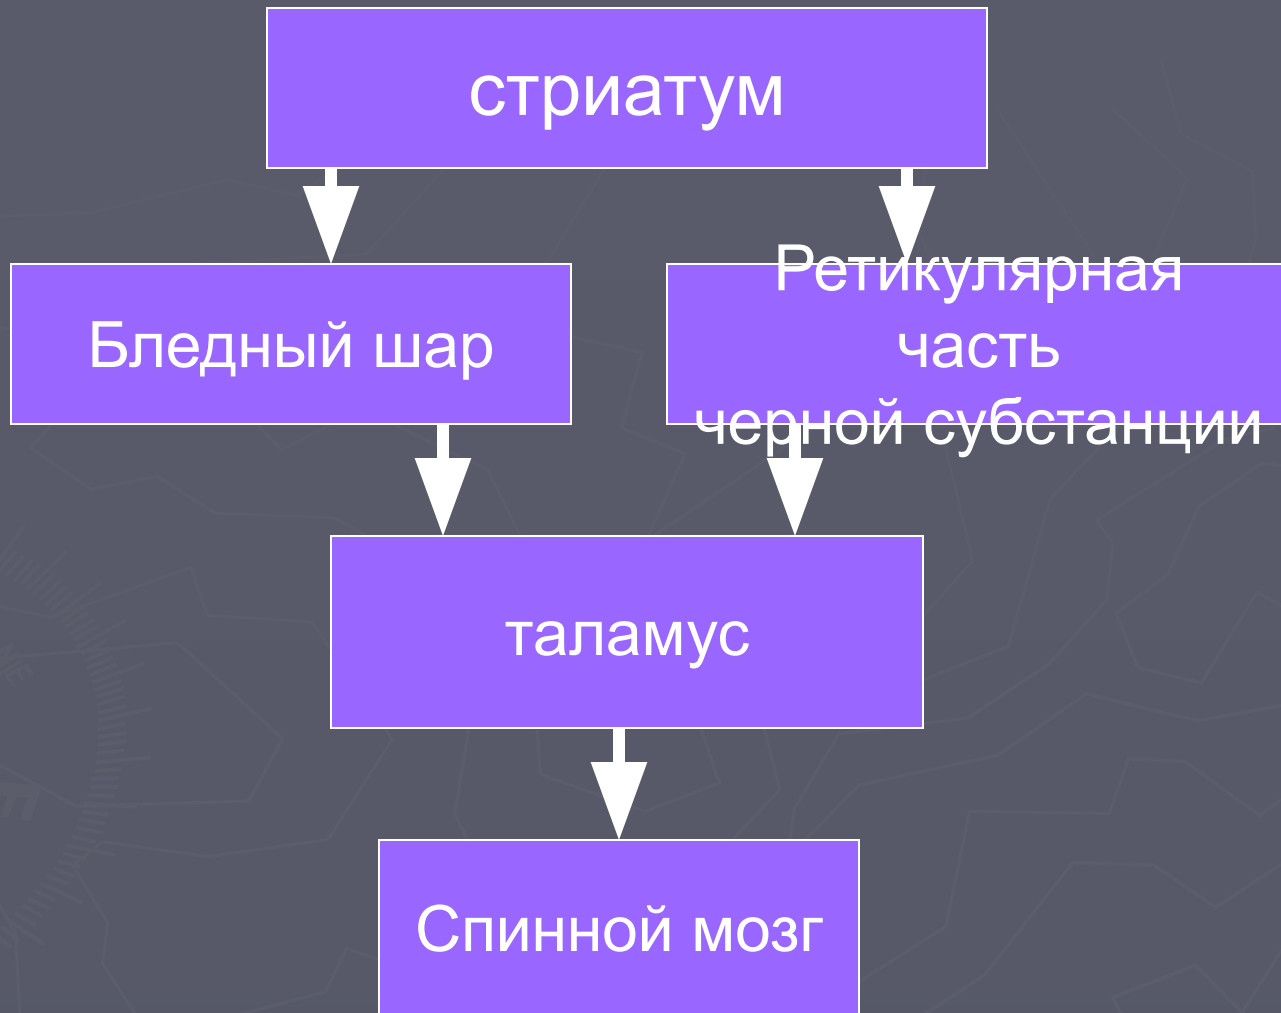 стриатум
Бледный шар
Ретикулярная
часть
черной субстанции
таламус
Спинной мозг